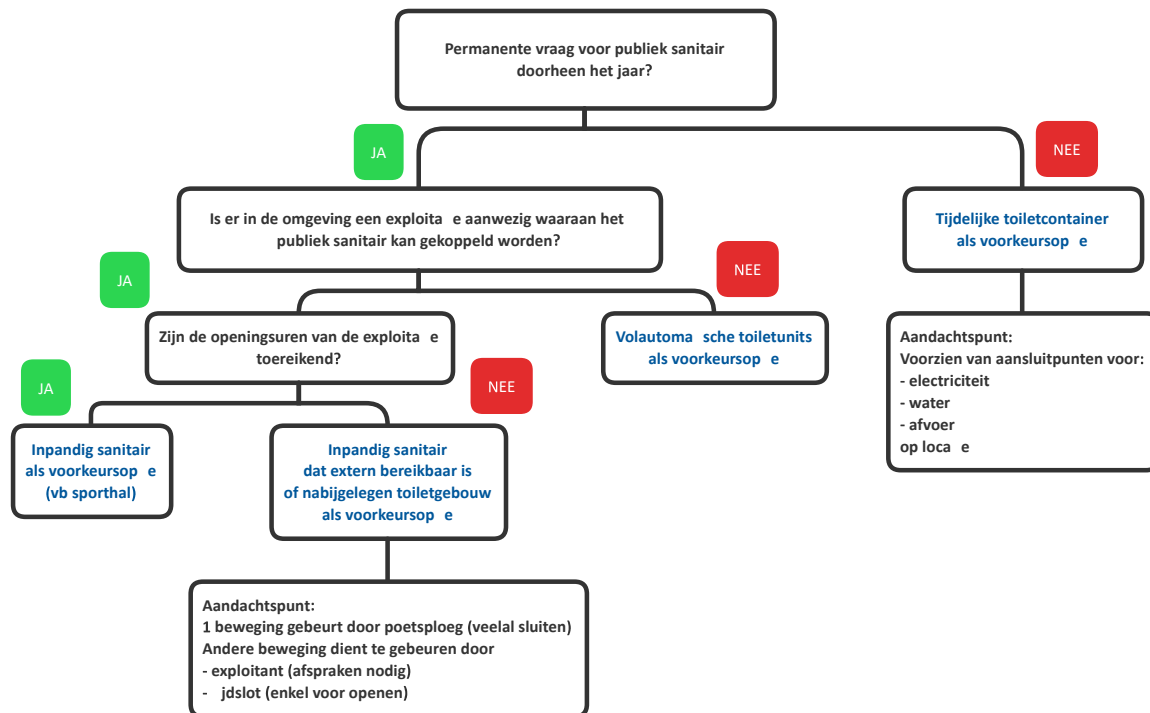 Permanente vraag voor publiek sanitair
doorheen het jaar?
JA
NEE
Is er in de omgeving een exploita e aanwezig waaraan het
publiek sanitair kan gekoppeld worden?
Tijdelijke toiletcontainer
als voorkeursop e
JA
NEE
Zijn de openingsuren van de exploita e
toereikend?
Volautoma sche toiletunits
als voorkeursop e
Aandachtspunt:
Voorzien van aansluitpunten voor:
- electriciteit
- water
- afvoer
op loca e
JA
NEE
Inpandig sanitair
als voorkeursop e
(vb sporthal)
Inpandig sanitair
dat extern bereikbaar is
of nabijgelegen toiletgebouw
als voorkeursop e
Aandachtspunt:
1 beweging gebeurt door poetsploeg (veelal sluiten)
Andere beweging dient te gebeuren door
- exploitant (afspraken nodig)
- jdslot (enkel voor openen)